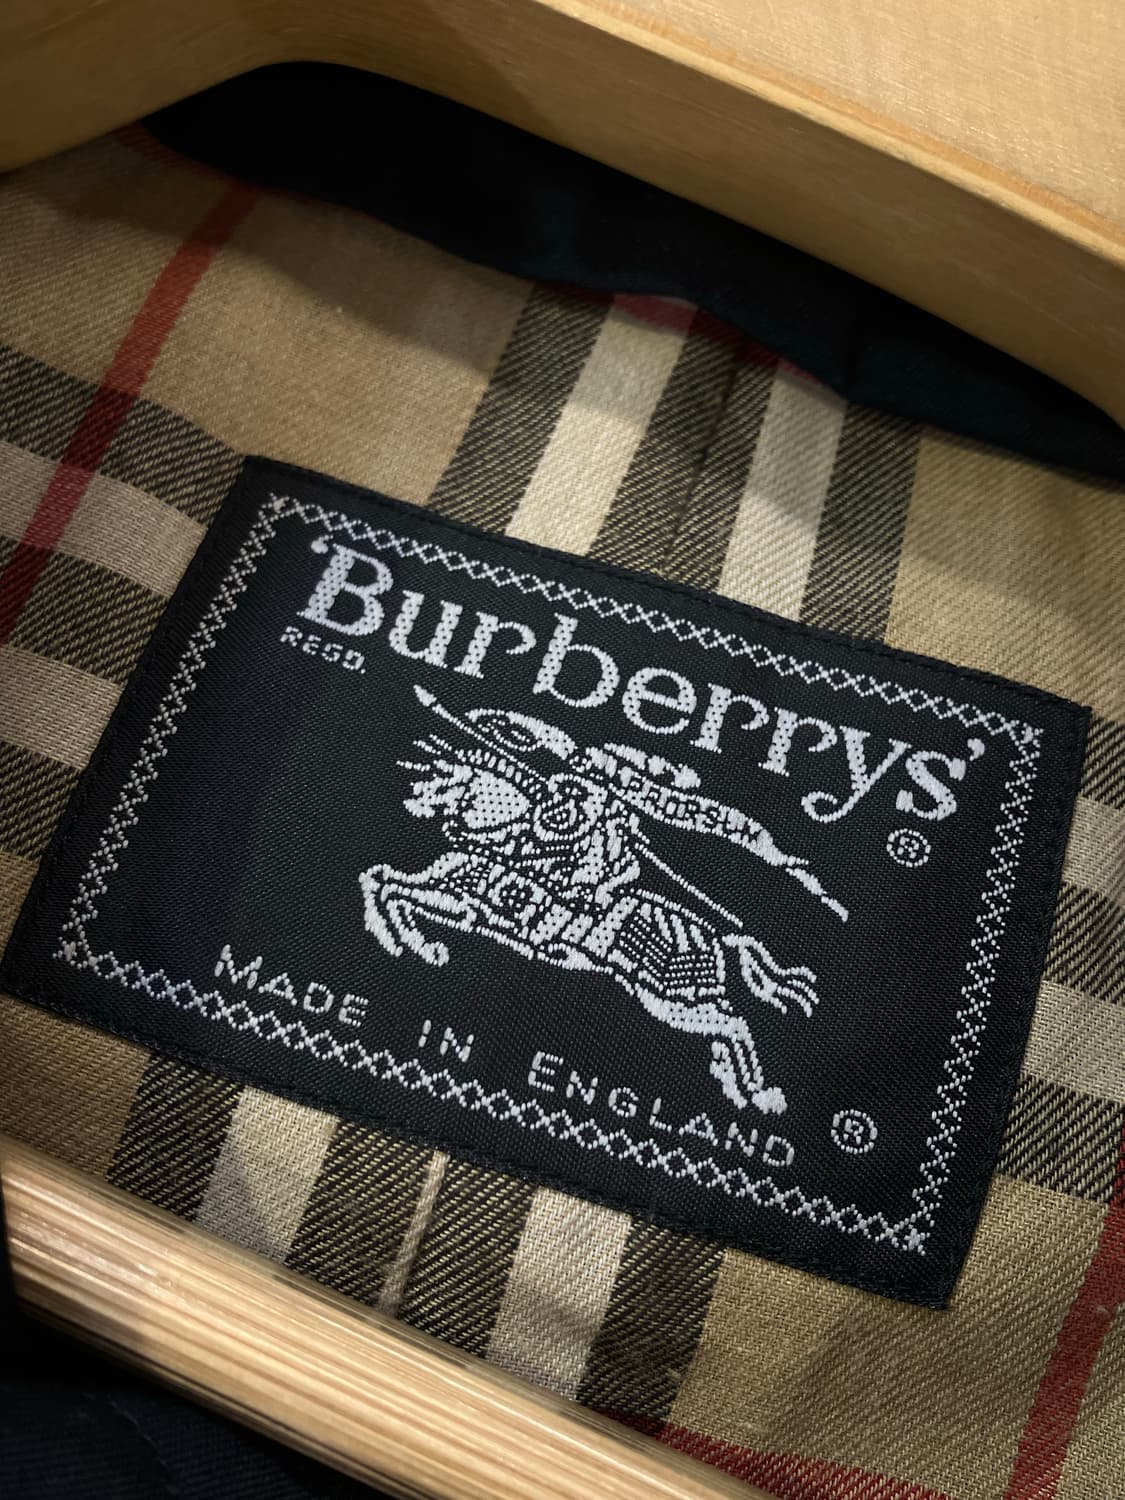 'Burberrys'
REGD.
®
PRORSUM
MADE IN ENGLAND ®